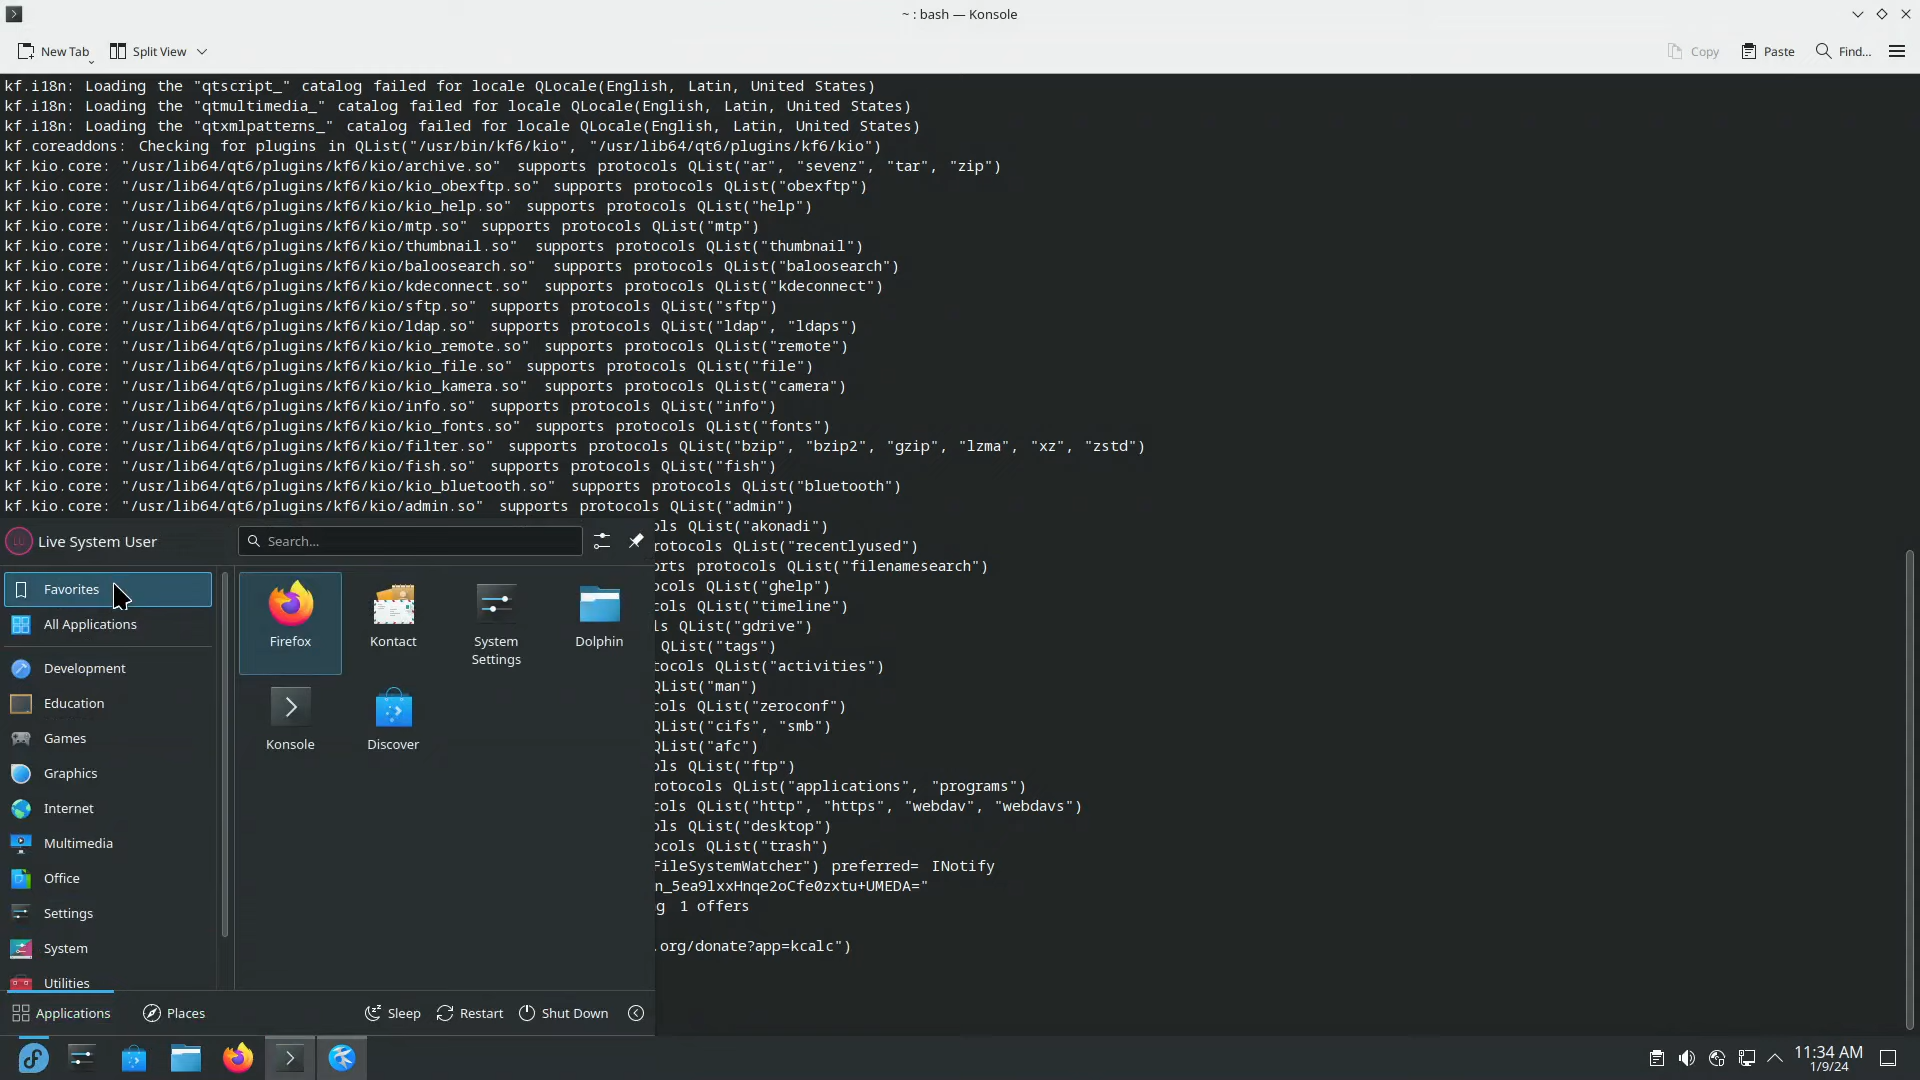 ~ : bash — Konsole
New Tab
Split View
Copy
Paste
Find...
kf.i18n: Loading the "qtscript_" catalog failed for locale QLocale(English, Latin, United States)
kf.i18n: Loading the "qtmultimedia_" catalog failed for locale QLocale(English, Latin, United States)
kf.i18n: Loading the "qtxmlpatterns_" catalog failed for locale QLocale(English, Latin, United States)
kf.coreaddons: Checking for plugins in QList("/usr/bin/kf6/kio", "/usr/lib64/qt6/plugins/kf6/kio")
kf.kio.core: "/usr/lib64/qt6/plugins/kf6/kio/archive.so" supports protocols QList("ar", "sevenz", "tar", "zip")
kf.kio.core: "/usr/lib64/qt6/plugins/kf6/kio/kio_obexftp.so" supports protocols QList("obexftp")
kf.kio.core: "/usr/lib64/qt6/plugins/kf6/kio/kio_help.so" supports protocols QList("help")
kf.kio.core: "/usr/lib64/qt6/plugins/kf6/kio/mtp.so" supports protocols QList("mtp")
kf.kio.core: "/usr/lib64/qt6/plugins/kf6/kio/thumbnail.so" supports protocols QList("thumbnail")
kf.kio.core: "/usr/lib64/qt6/plugins/kf6/kio/baloosearch.so" supports protocols QList("baloosearch")
kf.kio.core: "/usr/lib64/qt6/plugins/kf6/kio/kdeconnect.so" supports protocols QList("kdeconnect")
kf.kio.core: "/usr/lib64/qt6/plugins/kf6/kio/sftp.so" supports protocols QList("sftp")
kf.kio.core: "/usr/lib64/qt6/plugins/kf6/kio/ldap.so" supports protocols QList("ldap", "ldaps")
kf.kio.core: "/usr/lib64/qt6/plugins/kf6/kio/kio_remote.so" supports protocols QList("remote")
kf.kio.core: "/usr/lib64/qt6/plugins/kf6/kio/kio_file.so" supports protocols QList("file")
kf.kio.core: "/usr/lib64/qt6/plugins/kf6/kio/kio_kamera.so" supports protocols QList("camera")
kf.kio.core: "/usr/lib64/qt6/plugins/kf6/kio/info.so" supports protocols QList("info")
kf.kio.core: "/usr/lib64/qt6/plugins/kf6/kio/kio_fonts.so" supports protocols QList("fonts")
kf.kio.core: "/usr/lib64/qt6/plugins/kf6/kio/filter.so" supports protocols QList("bzip", "bzip2", "gzip", "lzma", "xz", "zstd")
kf.kio.core: "/usr/lib64/qt6/plugins/kf6/kio/fish.so" supports protocols QList("fish")
kf.kio.core: "/usr/lib64/qt6/plugins/kf6/kio/kio_bluetooth.so" supports protocols QList("bluetooth")
kf.kio.core: "/usr/lib64/qt6/plugins/kf6/kio/admin.so" supports protocols QList("admin")
ols QList("akonadi")
rotocols QList("recentlyused")
orts protocols QList("filenamesearch")
ocols QList("ghelp")
cols QList("timeline")
ls QList("gdrive")
QList("tags")
tocols QList("activities")
QList("man")
cols QList("zeroconf")
QList("cifs", "smb")
QList("afc")
ols QList("ftp")
rotocols QList("applications", "programs")
cols QList("http", "https", "webdav", "webdavs")
ols QList("desktop")
ocols QList("trash")
FileSystemWatcher") preferred= INotify
n_5ea9lxxHnqe2oCfe0zxtu+UMEDA="
g 1 offers
.org/donate?app=kcalc")
Live System User
Search...
Favorites
All Applications
Development
Education
Games
Graphics
Internet
Multimedia
Office
Settings
System
Utilities
Firefox
Kontact
System
Settings
Dolphin
Konsole
Discover
Applications
Places
Sleep
Restart
Shut Down
11:34 AM
1/9/24